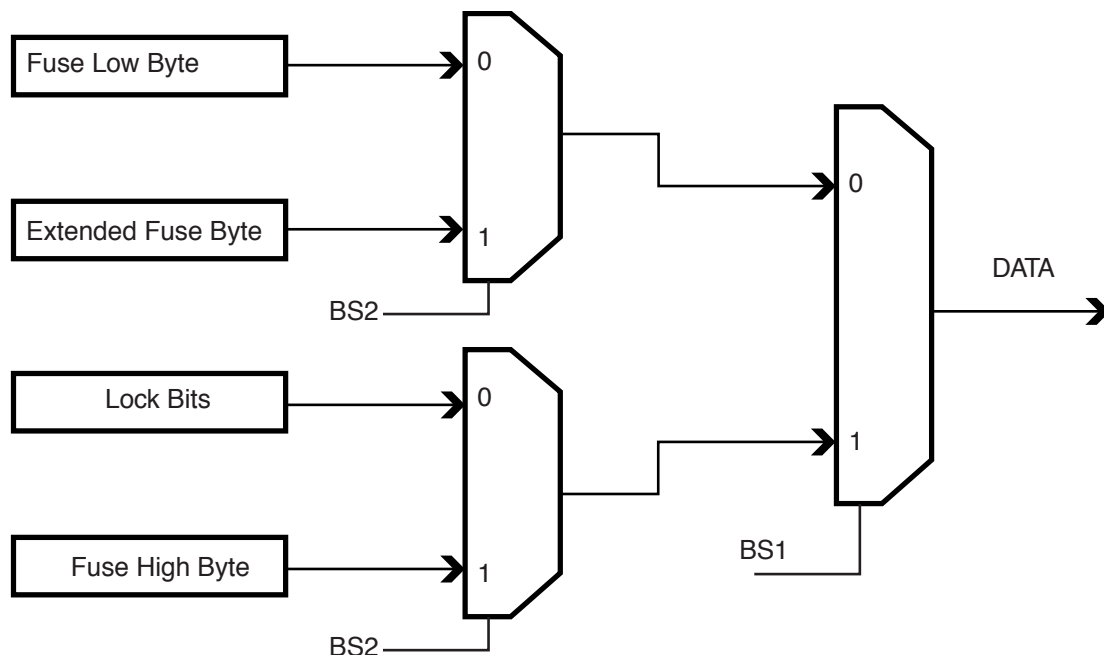 Fuse Low Byte
0
Extended Fuse Byte
1
BS2
0
DATA
Lock Bits
0
1
Fuse High Byte
1
BS1
BS2